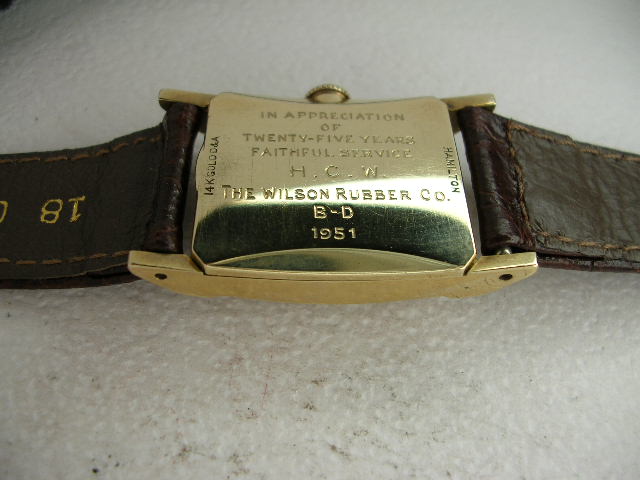 IN APPRECIATION
OF
TWENTY-FIVE YEARS
FAITHFUL SERVICE
H. C. W.
THE WILSON RUBBER CO.
B-D
1951
14K GOLD D&A
HAMILTON
18